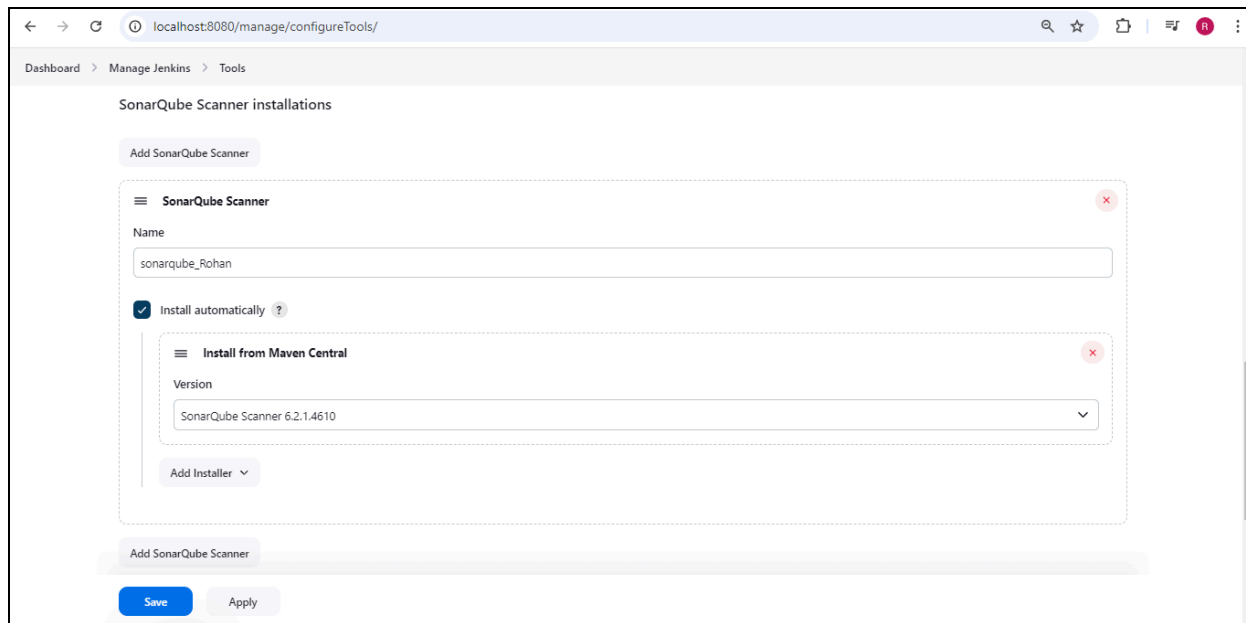 localhost:8080/manage/configureTools/
R
Dashboard > Manage Jenkins > Tools
SonarQube Scanner installations
Add SonarQube Scanner
SonarQube Scanner
Name
sonarqube_Rohan
Install automatically ?
Install from Maven Central
Version
SonarQube Scanner 6.2.1.4610
Add Installer
Add SonarQube Scanner
Save Apply